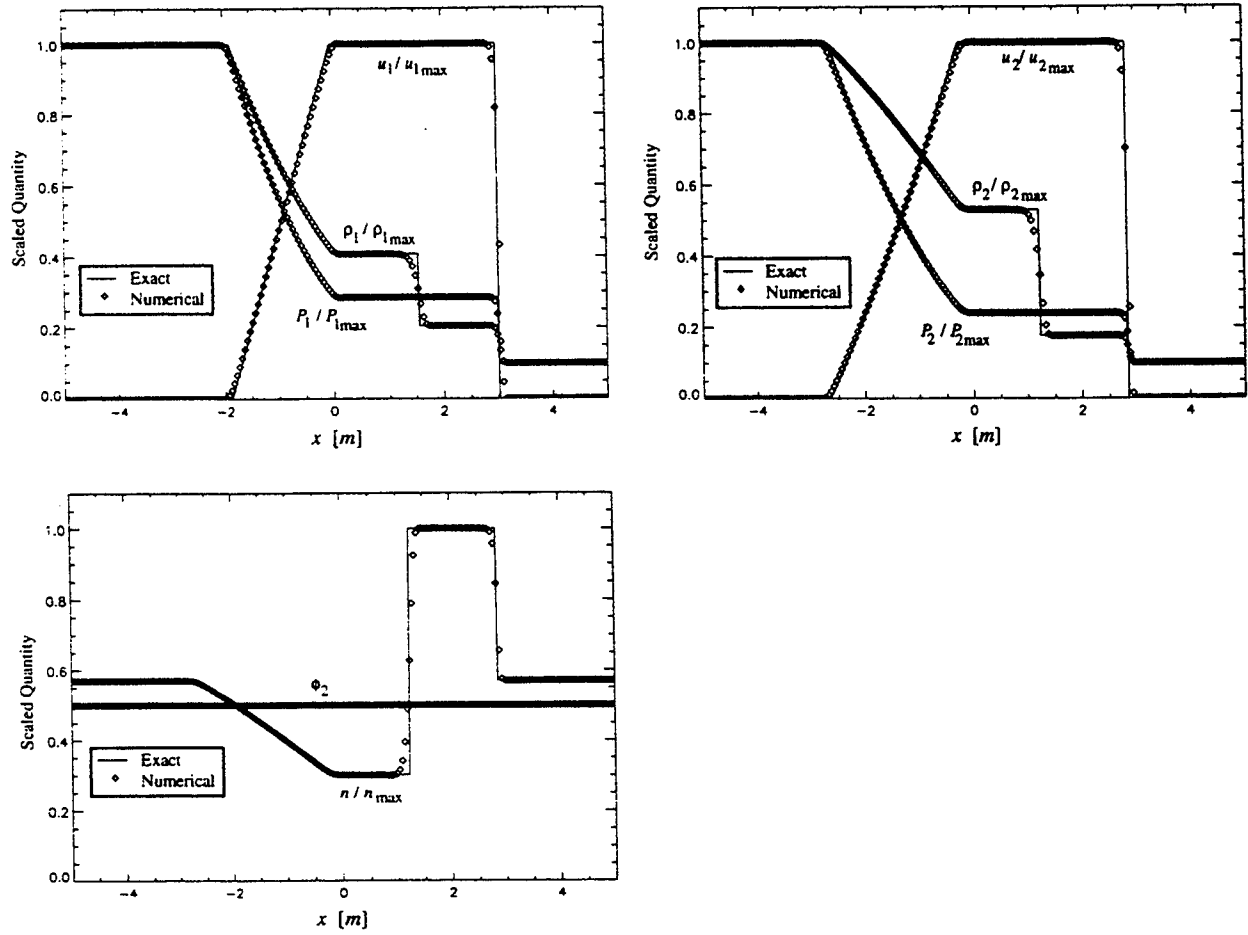 Scaled Quantity
1.0
0.8
0.6
0.4
0.2
0.0
u1/u1max
ρ1/ρ1max
P1/P1max
Exact
Numerical
−4
−2
0
2
4
x [m]
Scaled Quantity
1.0
0.8
0.6
0.4
0.2
0.0
u2/u2max
ρ2/ρ2max
P2/P2max
Exact
Numerical
−4
−2
0
2
4
x [m]
Scaled Quantity
1.0
0.8
0.6
0.4
0.2
0.0
ϕ2
n/nmax
Exact
Numerical
−4
−2
0
2
4
x [m]